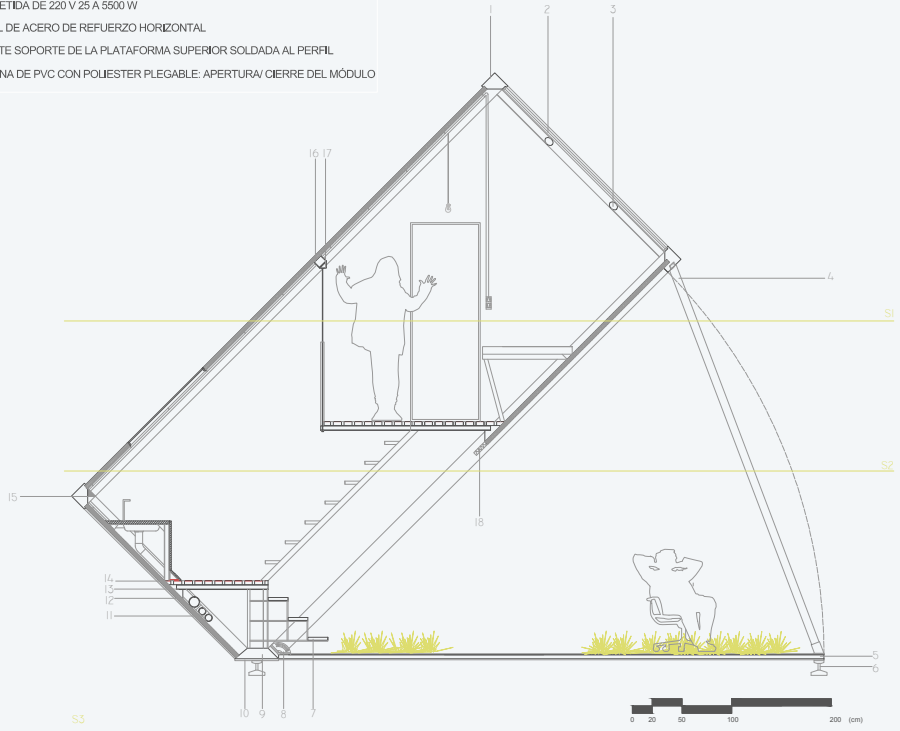 ETIDA DE 220 V 25 A 5500 W
L DE ACERO DE REFUERZO HORIZONTAL
TE SOPORTE DE LA PLATAFORMA SUPERIOR SOLDADA AL PERFIL
NA DE PVC CON POLIESTER PLEGABLE: APERTURA/ CIERRE DEL MÓDULO
1
2
3
16 17
4
S1
S2
15
18
14
13
12
11
5
6
10
9
8
7
S3
0 20 50 100 200 (cm)